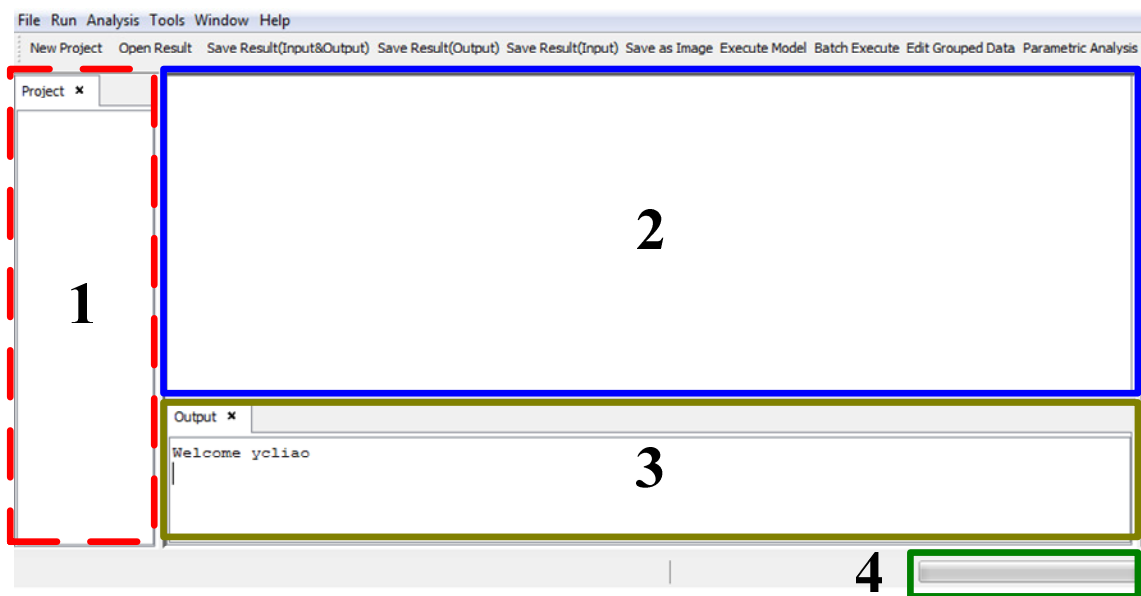 File Run Analysis Tools Window Help
New Project Open Result Save Result(Input&Output) Save Result(Output) Save Result(Input) Save as Image Execute Model Batch Execute Edit Grouped Data Parametric Analysis
Project ×
1
2
Output ×
Welcome ycliao
3
4